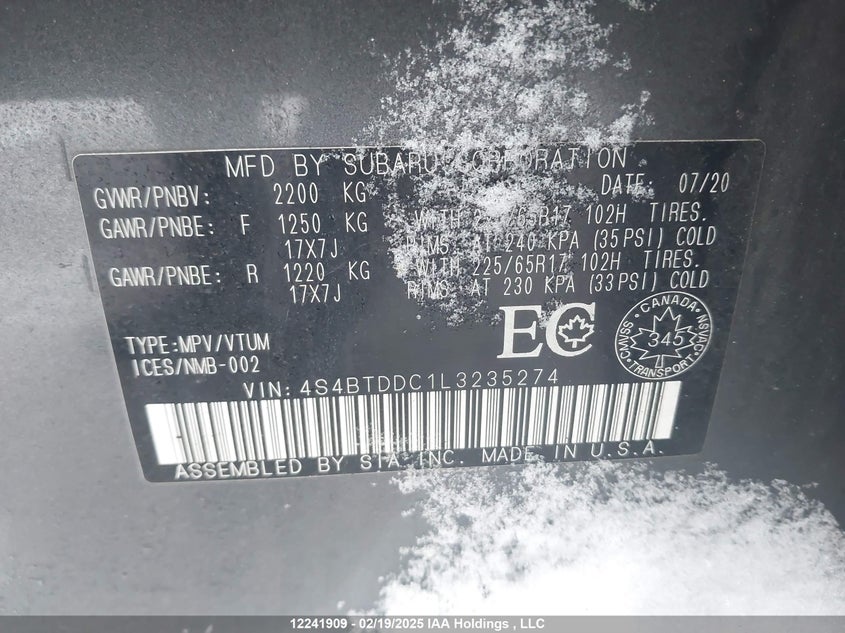 MFD BY SUBARU CORPORATION
GVWR/PNBV: 2200 KG DATE: 07/20
GAWR/PNBE: F 1250 KG WITH 65R17 102H TIRES.
17X7J RIMS. AT 240 KPA (35PSI) COLD
GAWR/PNBE: R 1220 KG WITH 225/65R17 102H TIRES.
17X7J RIMS. AT 230 KPA (33PSI) COLD
EC
CANADA NSVAC TRANSPORT CMVSS
345
TYPE:MPV/VTUM
ICES/NMB-002
VIN: 4S4BTDDC1L3235274
ASSEMBLED BY SIA, INC. MADE IN U.S.A.
12241909 - 02/19/2025 IAA Holdings , LLC